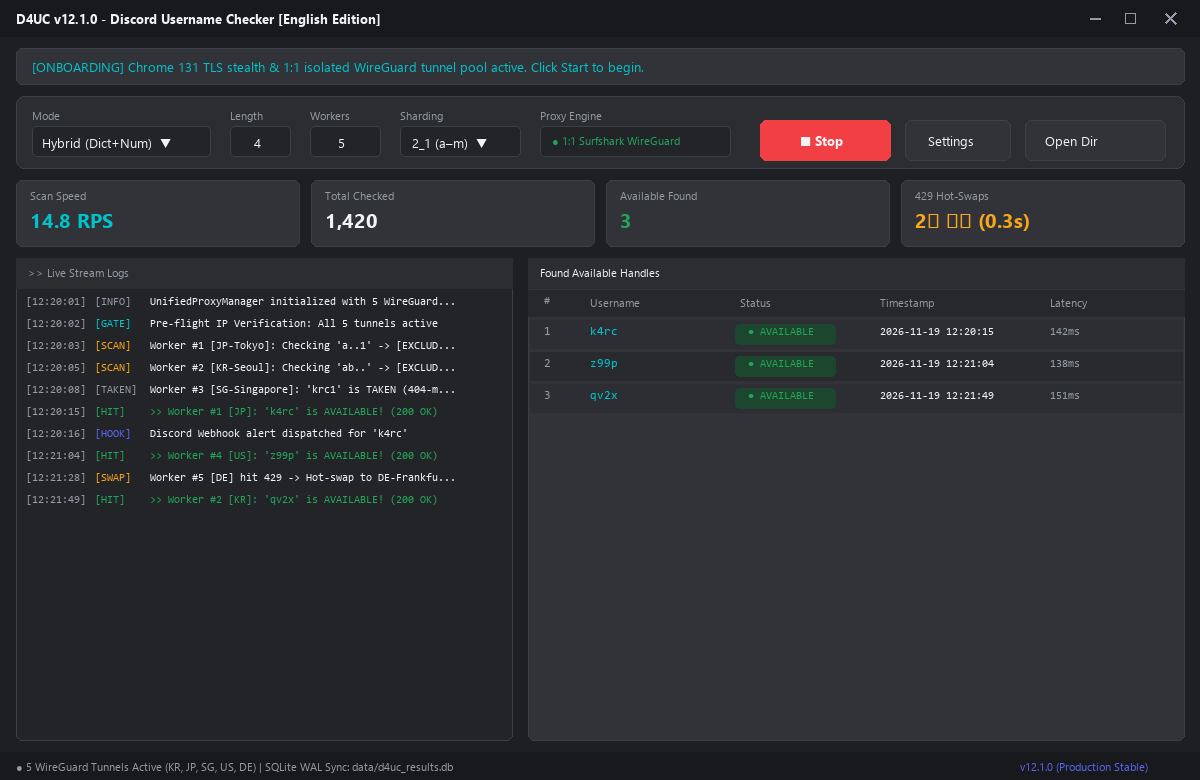 D4UC v12.1.0 - Discord Username Checker [English Edition]
[ONBOARDING] Chrome 131 TLS stealth & 1:1 isolated WireGuard tunnel pool active. Click Start to begin.
Mode Length Workers Sharding Proxy Engine
Hybrid (Dict+Num) ▼ 4 5 2_1 (a–m) ▼ ● 1:1 Surfshark WireGuard ■ Stop Settings Open Dir
Scan Speed Total Checked Available Found 429 Hot-Swaps
14.8 RPS 1,420 3 2▯ ▯▯ (0.3s)
>> Live Stream Logs
[12:20:01] [INFO] UnifiedProxyManager initialized with 5 WireGuard...
[12:20:02] [GATE] Pre-flight IP Verification: All 5 tunnels active
[12:20:03] [SCAN] Worker #1 [JP-Tokyo]: Checking 'a..1' -> [EXCLUD...
[12:20:05] [SCAN] Worker #2 [KR-Seoul]: Checking 'ab..' -> [EXCLUD...
[12:20:08] [TAKEN] Worker #3 [SG-Singapore]: 'krc1' is TAKEN (404-m...
[12:20:15] [HIT] >> Worker #1 [JP]: 'k4rc' is AVAILABLE! (200 OK)
[12:20:16] [HOOK] Discord Webhook alert dispatched for 'k4rc'
[12:21:04] [HIT] >> Worker #4 [US]: 'z99p' is AVAILABLE! (200 OK)
[12:21:28] [SWAP] Worker #5 [DE] hit 429 -> Hot-swap to DE-Frankfu...
[12:21:49] [HIT] >> Worker #2 [KR]: 'qv2x' is AVAILABLE! (200 OK)
Found Available Handles
# Username Status Timestamp Latency
1 k4rc ● AVAILABLE 2026-11-19 12:20:15 142ms
2 z99p ● AVAILABLE 2026-11-19 12:21:04 138ms
3 qv2x ● AVAILABLE 2026-11-19 12:21:49 151ms
● 5 WireGuard Tunnels Active (KR, JP, SG, US, DE) | SQLite WAL Sync: data/d4uc_results.db
v12.1.0 (Production Stable)